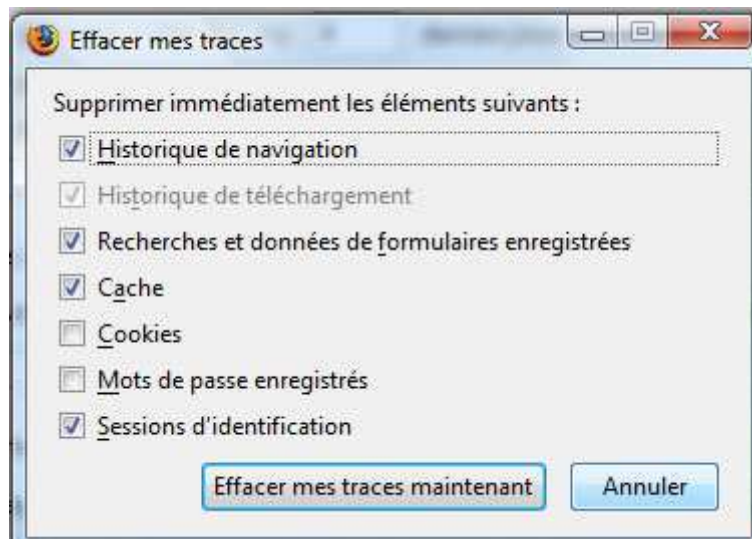 Effacer mes traces
Supprimer immédiatement les éléments suivants :
Historique de navigation
Historique de téléchargement
Recherches et données de formulaires enregistrées
Cache
Cookies
Mots de passe enregistrés
Sessions d'identification
Effacer mes traces maintenant
Annuler